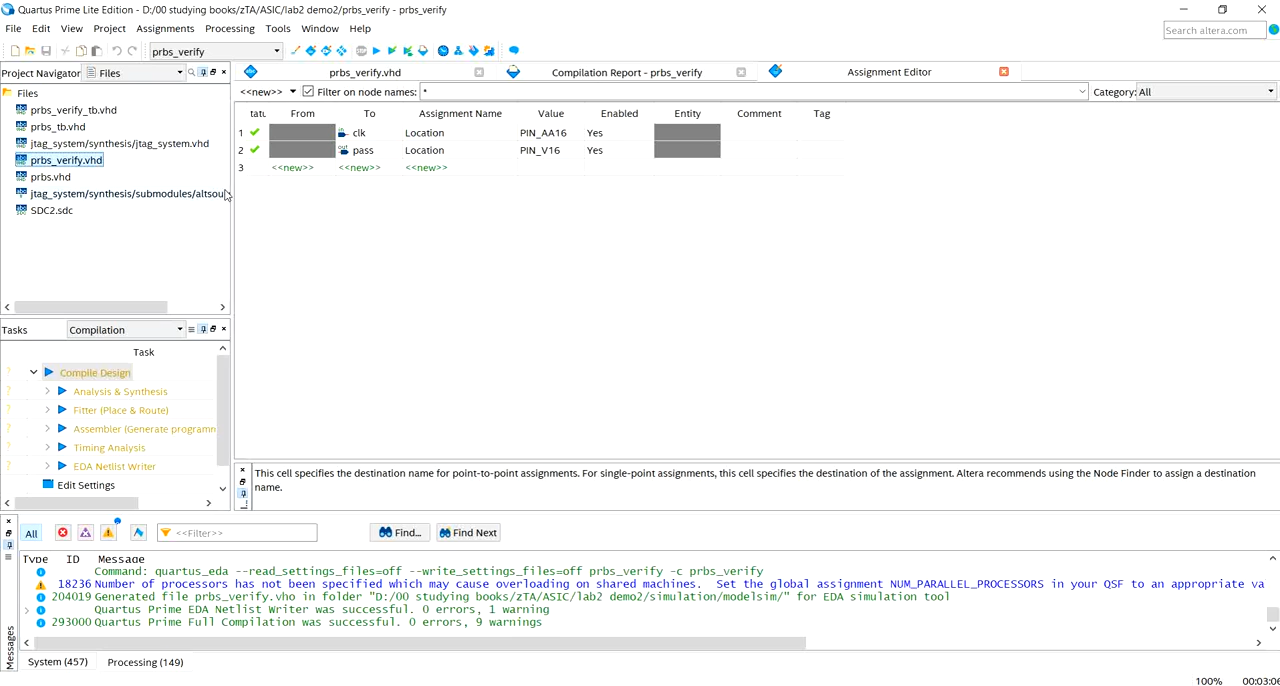 Quartus Prime Lite Edition - D:/00 studying books/zTA/ASIC/lab2 demo2/prbs_verify - prbs_verify
File Edit View Project Assignments Processing Tools Window Help
Search altera.com
prbs_verify
Project Navigator Files
prbs_verify.vhd
Compilation Report - prbs_verify
Assignment Editor
<<new>> Filter on node names: * Category: All
Files
prbs_verify_tb.vhd
prbs_tb.vhd
jtag_system/synthesis/jtag_system.vhd
prbs_verify.vhd
prbs.vhd
jtag_system/synthesis/submodules/altsou
SDC2.sdc
tatu From To Assignment Name Value Enabled Entity Comment Tag
1 clk Location PIN_AA16 Yes
2 pass Location PIN_V16 Yes
3 <<new>> <<new>> <<new>>
Tasks Compilation
Task
Compile Design
Analysis & Synthesis
Fitter (Place & Route)
Assembler (Generate programm
Timing Analysis
EDA Netlist Writer
Edit Settings
This cell specifies the destination name for point-to-point assignments. For single-point assignments, this cell specifies the destination of the assignment. Altera recommends using the Node Finder to assign a destination
name.
All <<Filter>> Find... Find Next
Type ID Message
Command: quartus_eda --read_settings_files=off --write_settings_files=off prbs_verify -c prbs_verify
18236 Number of processors has not been specified which may cause overloading on shared machines. Set the global assignment NUM_PARALLEL_PROCESSORS in your QSF to an appropriate va
204019 Generated file prbs_verify.vho in folder "D:/00 studying books/zTA/ASIC/lab2 demo2/simulation/modelsim/" for EDA simulation tool
Quartus Prime EDA Netlist Writer was successful. 0 errors, 1 warning
293000 Quartus Prime Full Compilation was successful. 0 errors, 9 warnings
Messages
System (457) Processing (149)
100% 00:03:06